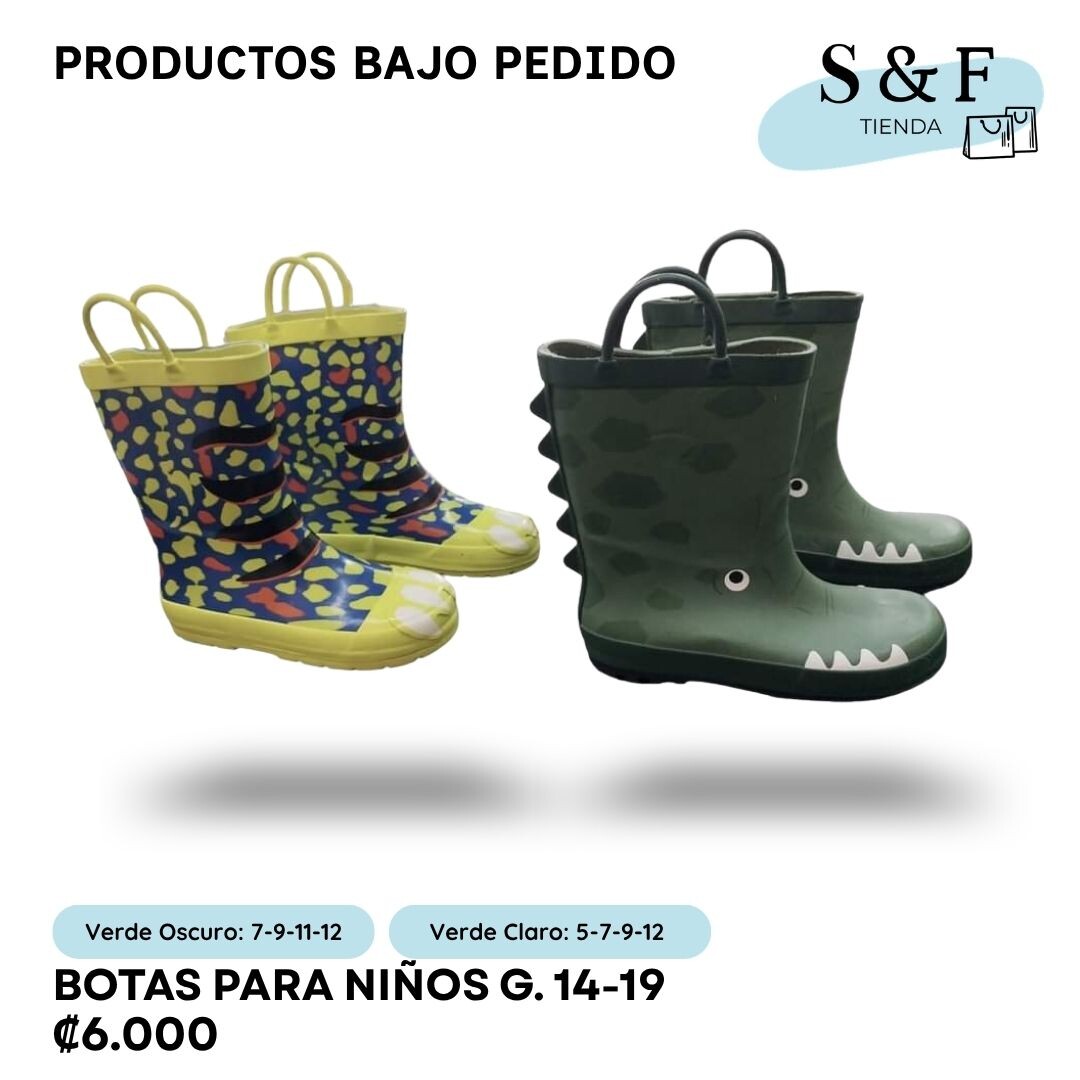 PRODUCTOS BAJO PEDIDO
S & F
TIENDA
Verde Oscuro: 7-9-11-12
Verde Claro: 5-7-9-12
BOTAS PARA NIÑOS G. 14-19
₡6.000